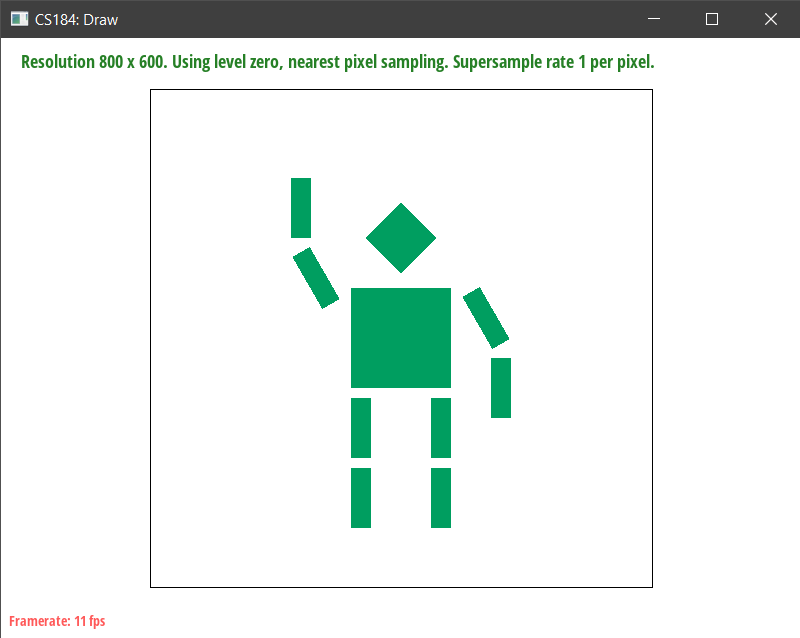 CS184: Draw
Resolution 800 x 600. Using level zero, nearest pixel sampling. Supersample rate 1 per pixel.
Framerate: 11 fps